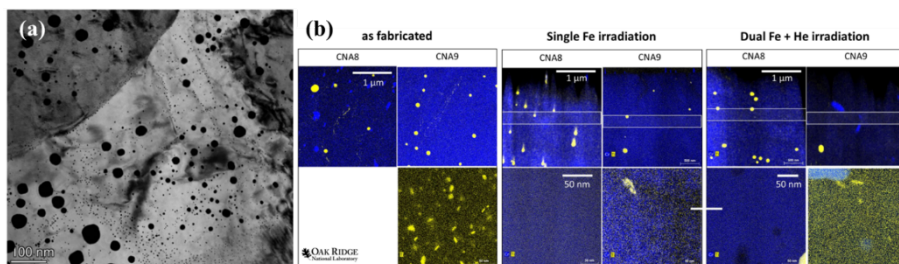 (a)
100 nm
(b)
as fabricated
Single Fe irradiation
Dual Fe + He irradiation
CNA8
CNA9
CNA8
CNA9
CNA8
CNA9
1 µm
1 µm
1 µm
50 nm
50 nm
OAK RIDGE
National Laboratory